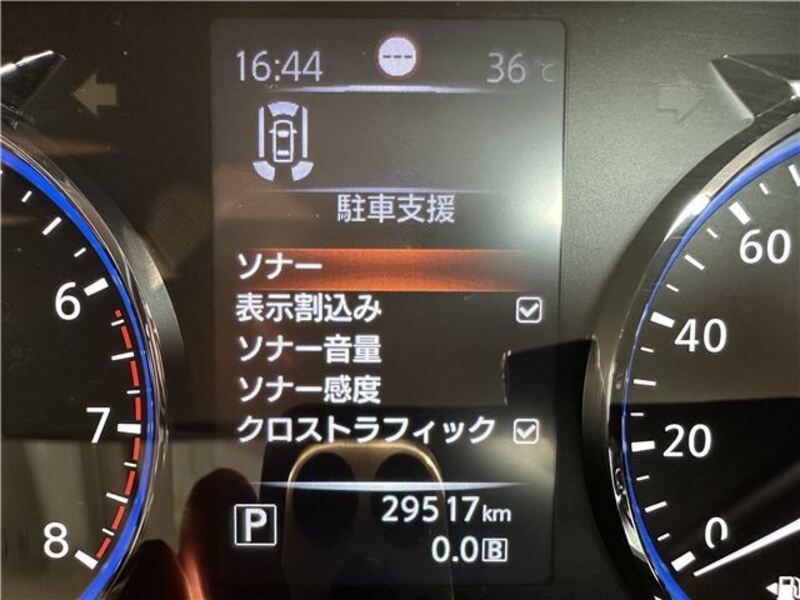 16:44 --- 36℃
駐車支援
ソナー
表示割込み
ソナー音量
ソナー感度
クロストラフィック
P 29517km
0.0 B
6
7
8
60
40
20
0